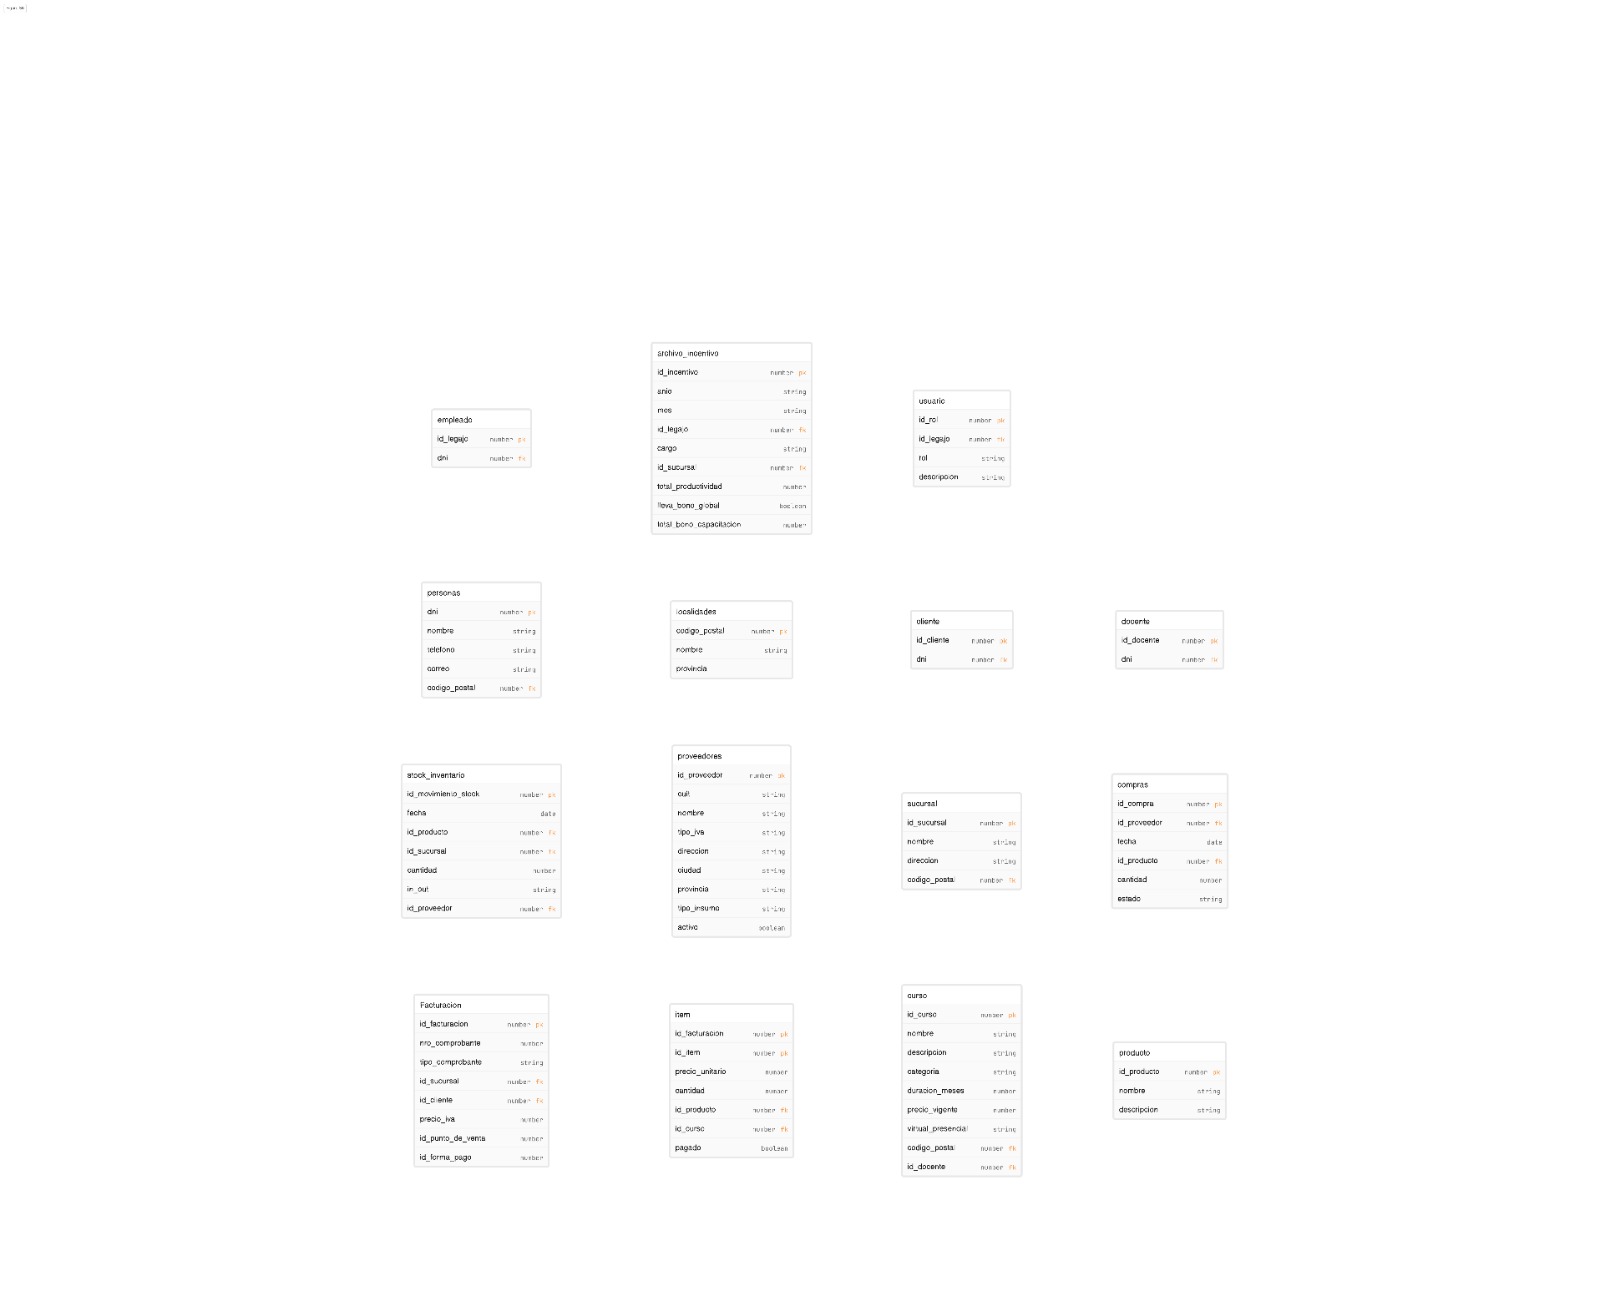 empleado
id_legajo number pk
dni number fk
archivo_incentivo
id_incentivo number pk
anio string
mes string
id_legajo number fk
cargo string
id_sucursal number fk
total_productividad number
lleva_bono_global boolean
total_bono_capacitacion number
usuario
id_rol number pk
id_legajo number fk
rol string
descripcion string
personas
dni number pk
nombre string
telefono string
correo string
codigo_postal number fk
localidades
codigo_postal number pk
nombre string
provincia
cliente
id_cliente number pk
dni number fk
docente
id_docente number pk
dni number fk
stock_inventario
id_movimiento_stock number pk
fecha date
id_producto number fk
id_sucursal number fk
cantidad number
in_out string
id_proveedor number fk
proveedores
id_proveedor number pk
cuit string
nombre string
tipo_iva string
direccion string
ciudad string
provincia string
tipo_insumo string
activo boolean
sucursal
id_sucursal number pk
nombre string
direccion string
codigo_postal number fk
compras
id_compra number pk
id_proveedor number fk
fecha date
id_producto number fk
cantidad number
estado string
Facturacion
id_facturacion number pk
nro_comprobante number
tipo_comprobante string
id_sucursal number fk
id_cliente number fk
precio_iva number
id_punto_de_venta number
id_forma_pago number
item
id_facturacion number pk
id_item number pk
precio_unitario number
cantidad number
id_producto number fk
id_curso number fk
pagado boolean
curso
id_curso number pk
nombre string
descripcion string
categoria string
duracion_meses number
precio_vigente number
virtual_presencial string
codigo_postal number fk
id_docente number fk
producto
id_producto number pk
nombre string
descripcion string